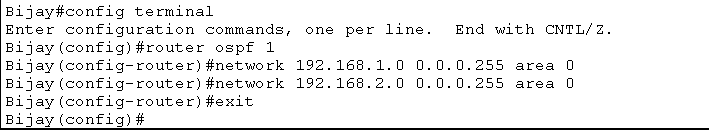 Bijay#config terminal
Enter configuration commands, one per line.  End with CNTL/Z.
Bijay(config)#router ospf 1
Bijay(config-router)#network 192.168.1.0 0.0.0.255 area 0
Bijay(config-router)#network 192.168.2.0 0.0.0.255 area 0
Bijay(config-router)#exit
Bijay(config)#